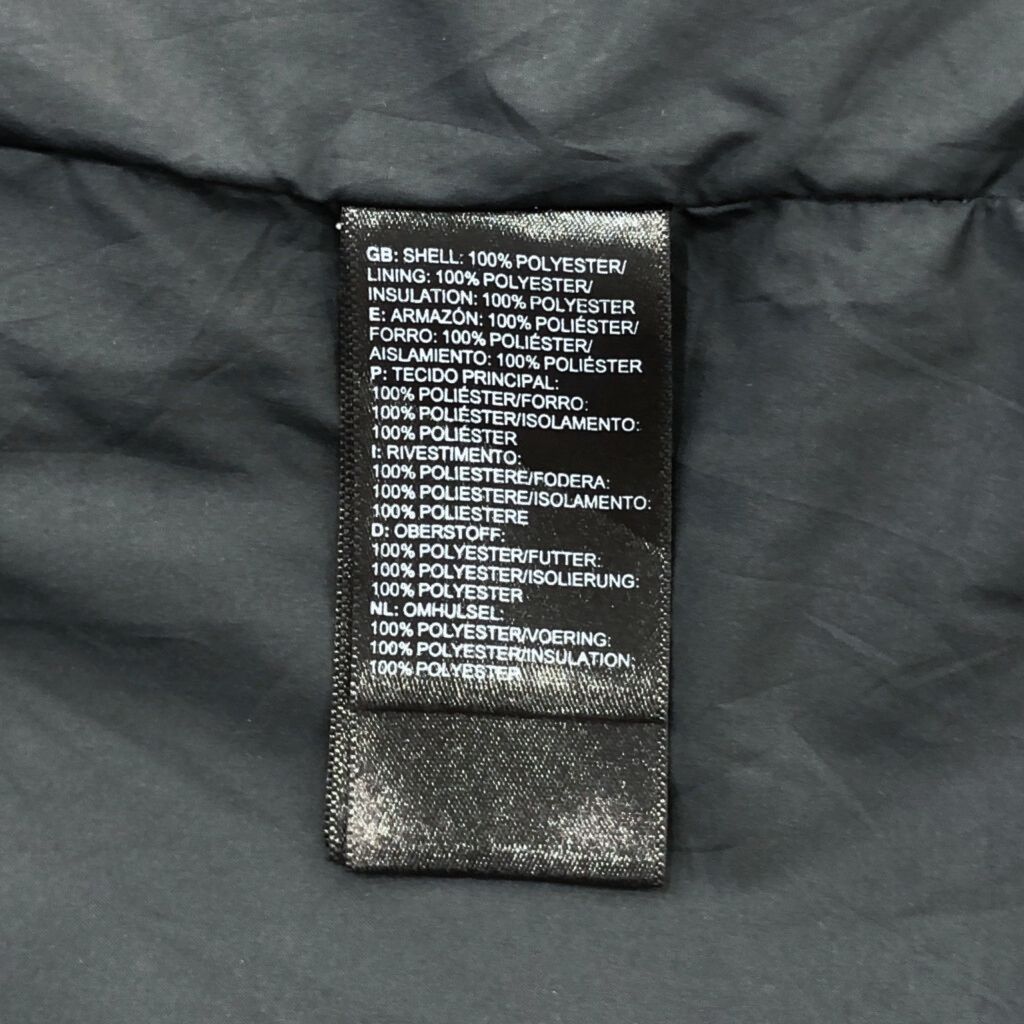 GB: SHELL: 100% POLYESTER/
LINING: 100% POLYESTER/
INSULATION: 100% POLYESTER
E: ARMAZÓN: 100% POLIÉSTER/
FORRO: 100% POLIÉSTER/
AISLAMIENTO: 100% POLIÉSTER
P: TECIDO PRINCIPAL:
100% POLIÉSTER/FORRO:
100% POLIÉSTER/ISOLAMENTO:
100% POLIÉSTER
I: RIVESTIMENTO:
100% POLIESTERE/FODERA:
100% POLIESTERE/ISOLAMENTO:
100% POLIESTERE
D: OBERSTOFF:
100% POLYESTER/FUTTER:
100% POLYESTER/ISOLIERUNG:
100% POLYESTER
NL: OMHULSEL:
100% POLYESTER/VOERING:
100% POLYESTER/INSULATION:
100% POLYESTER